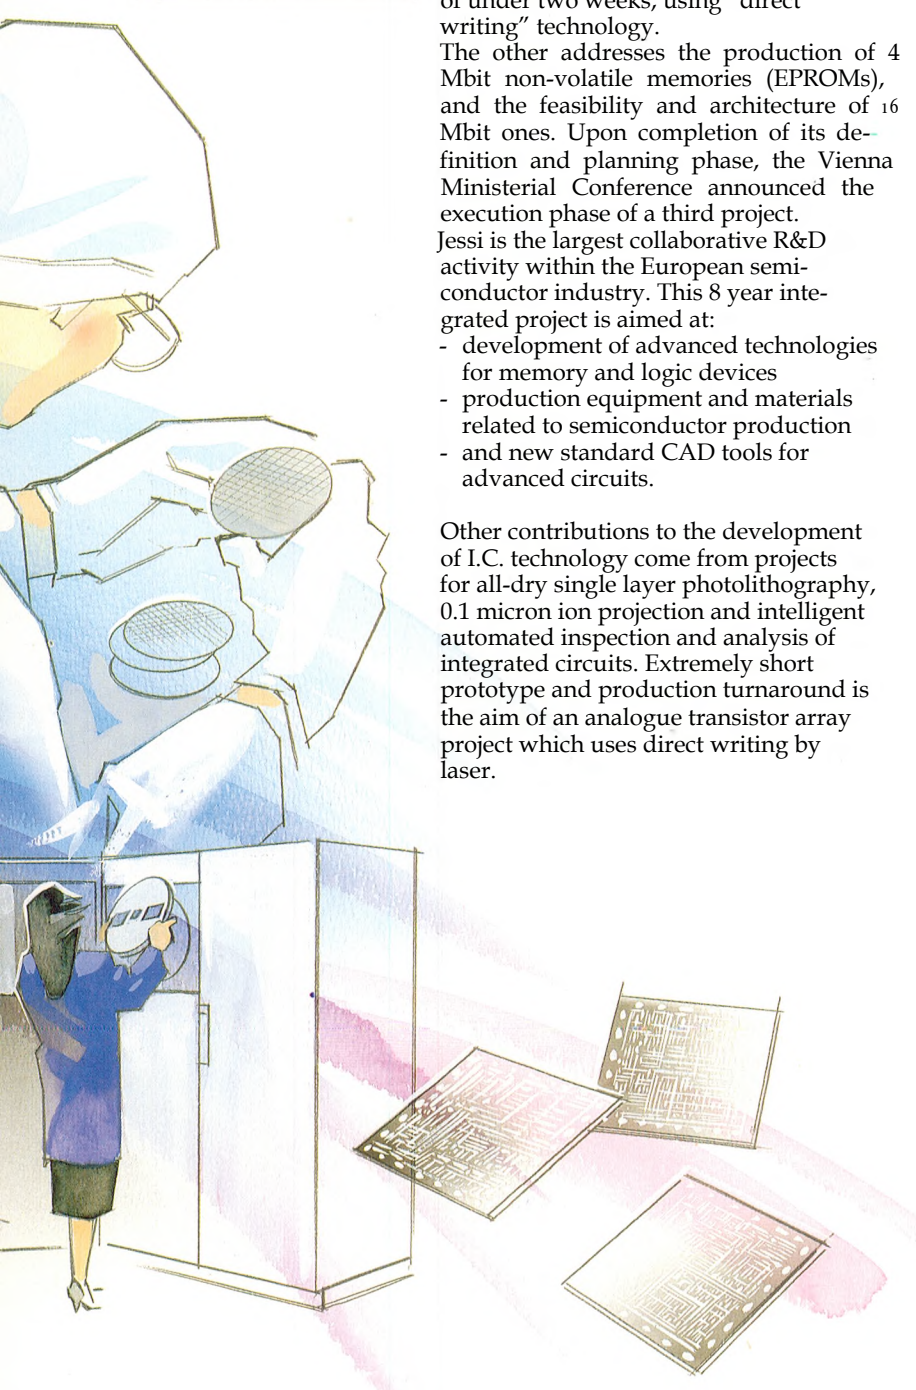 of under two weeks, using “direct
writing” technology.
The other addresses the production of 4
Mbit non-volatile memories (EPROMs),
and the feasibility and architecture of 16
Mbit ones. Upon completion of its de-
finition and planning phase, the Vienna
Ministerial Conference announced the
execution phase of a third project.
Jessi is the largest collaborative R&D
activity within the European semi-
conductor industry. This 8 year inte-
grated project is aimed at:
- development of advanced technologies
for memory and logic devices
- production equipment and materials
related to semiconductor production
- and new standard CAD tools for
advanced circuits.
Other contributions to the development
of I.C. technology come from projects
for all-dry single layer photolithography,
0.1 micron ion projection and intelligent
automated inspection and analysis of
integrated circuits. Extremely short
prototype and production turnaround is
the aim of an analogue transistor array
project which uses direct writing by
laser.